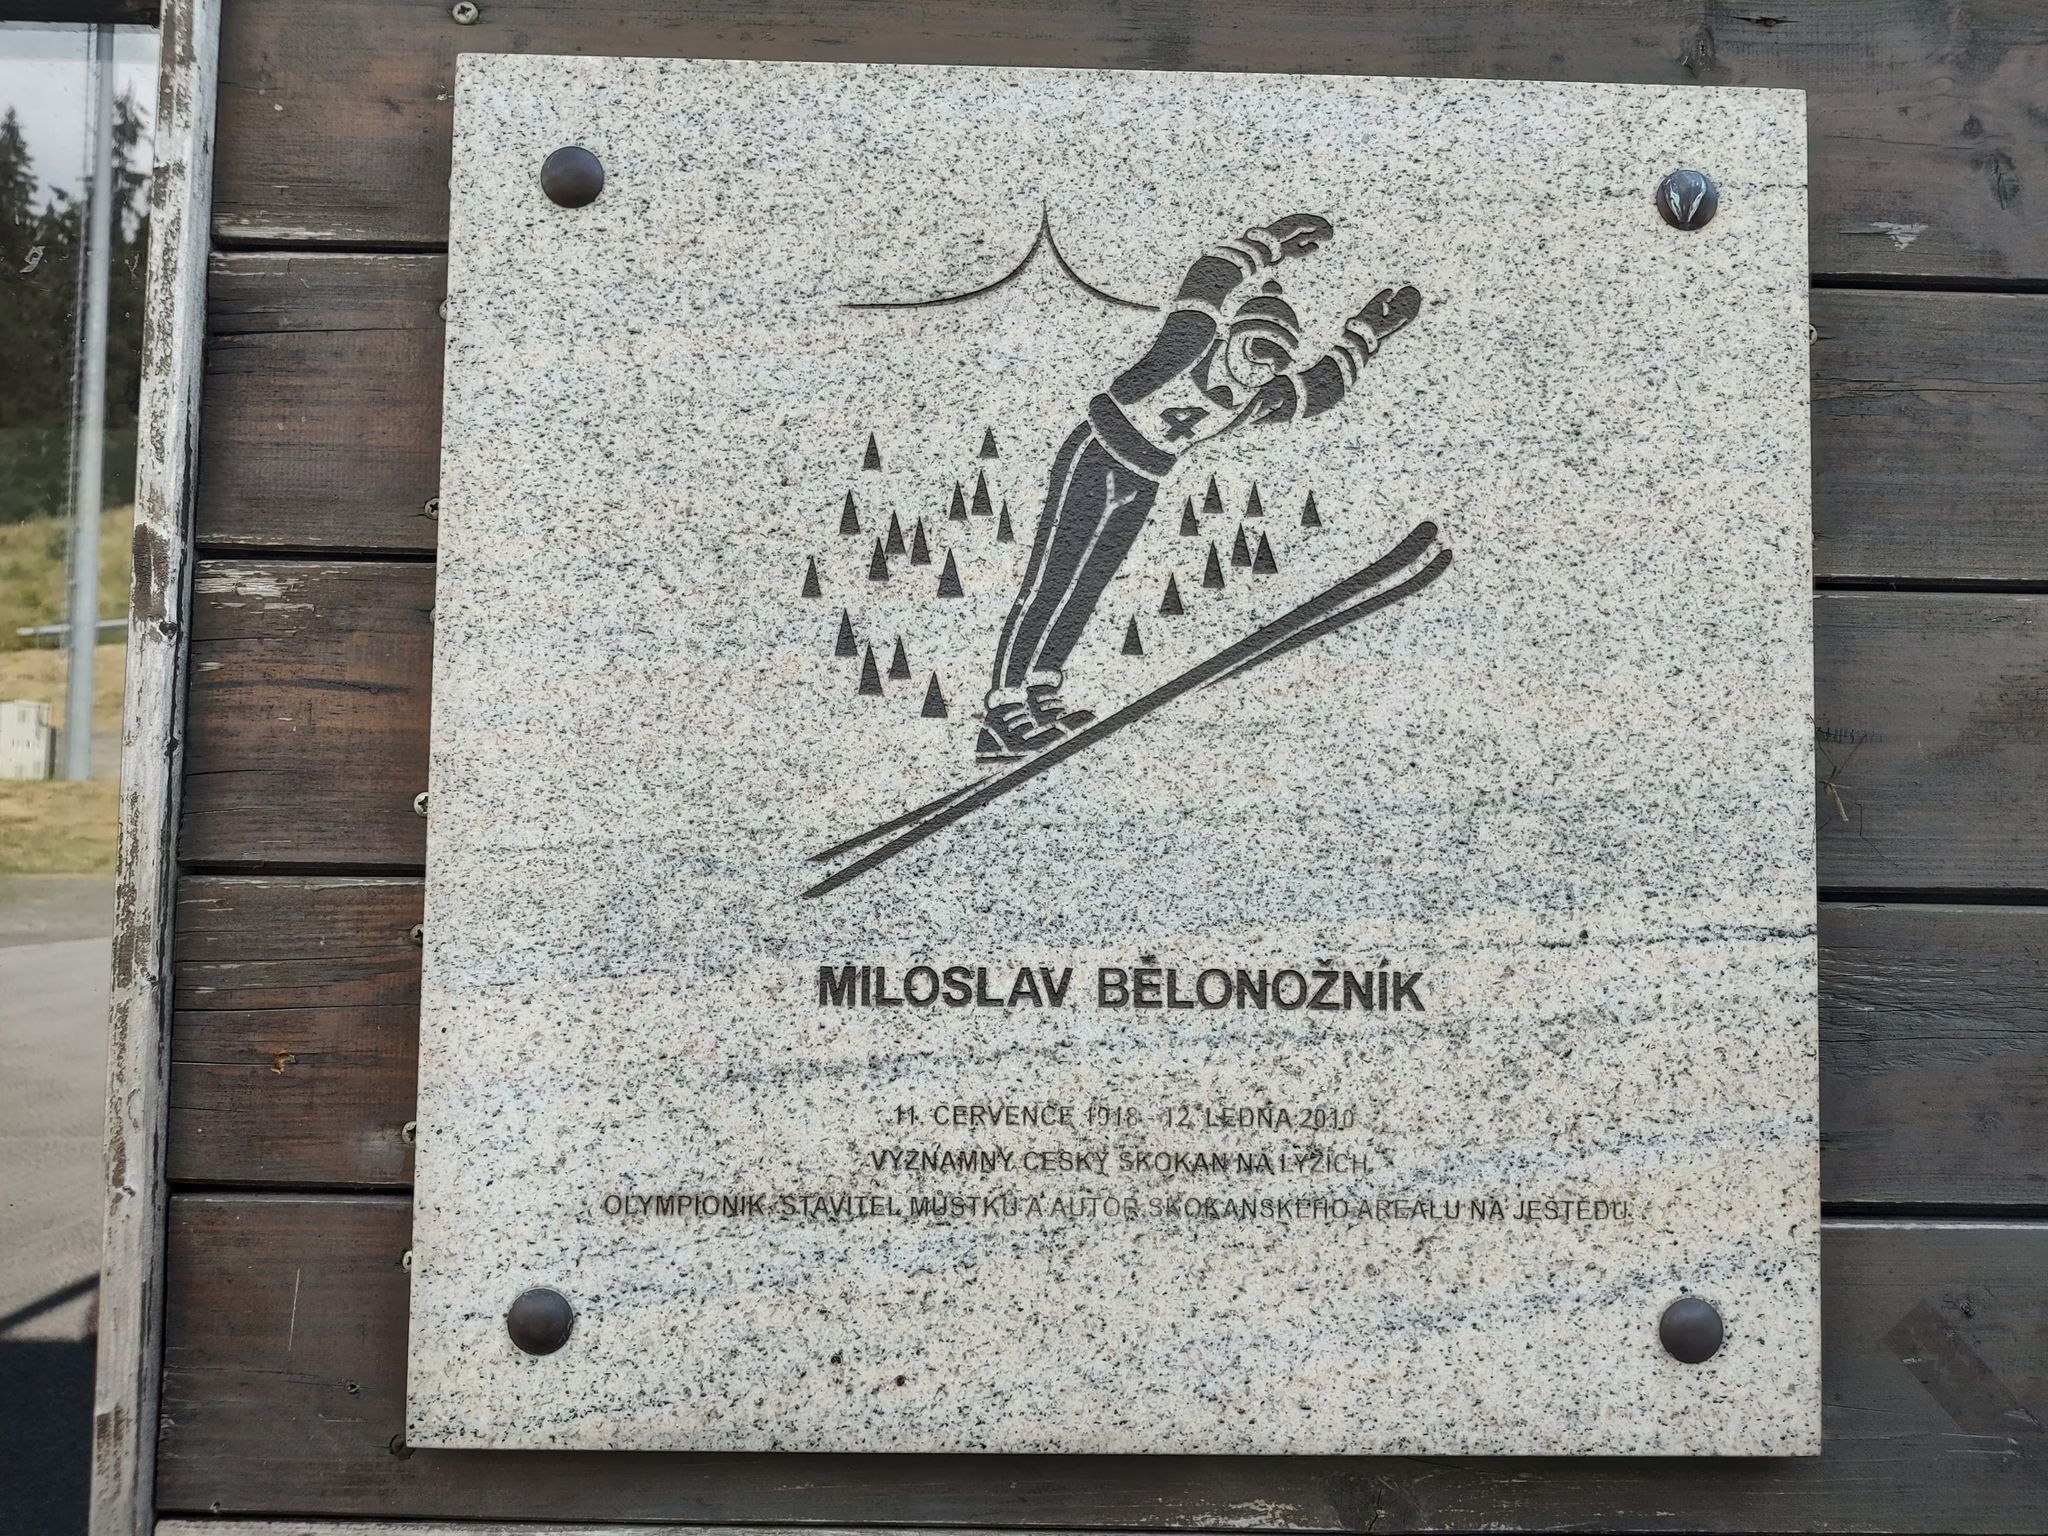 4
MILOSLAV BĚLONOŽNÍK
11. ČERVENCE 1918 - 12. LEDNA 2010
VÝZNAMNÝ ČESKÝ SKOKAN NA LYŽÍCH,
OLYMPIONIK, STAVITEL MŮSTKŮ A AUTOR SKOKANSKÉHO AREÁLU NA JEŠTĚDU.